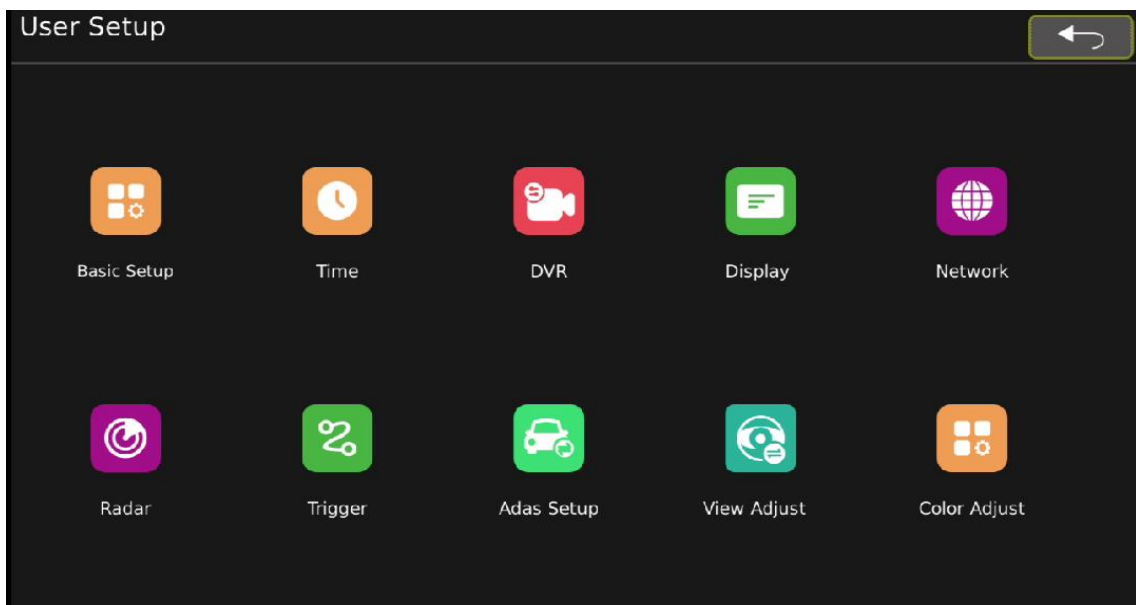 User Setup
Basic Setup
Time
DVR
Display
Network
Radar
Trigger
Adas Setup
View Adjust
Color Adjust